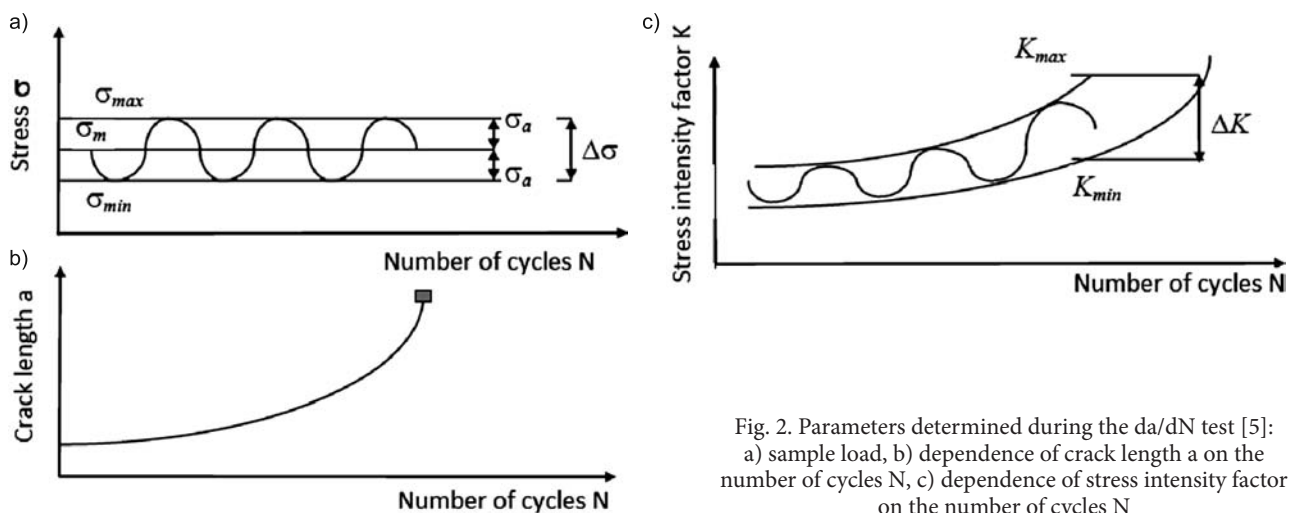 a)
Stress σ
σmax
σm
σmin
σa
σa
Δσ
Number of cycles N
b)
Crack length a
Number of cycles N
c)
Stress intensity factor K
Kmax
ΔK
Kmin
Number of cycles N
Fig. 2. Parameters determined during the da/dN test [5]:
a) sample load, b) dependence of crack length a on the
number of cycles N, c) dependence of stress intensity factor
on the number of cycles N